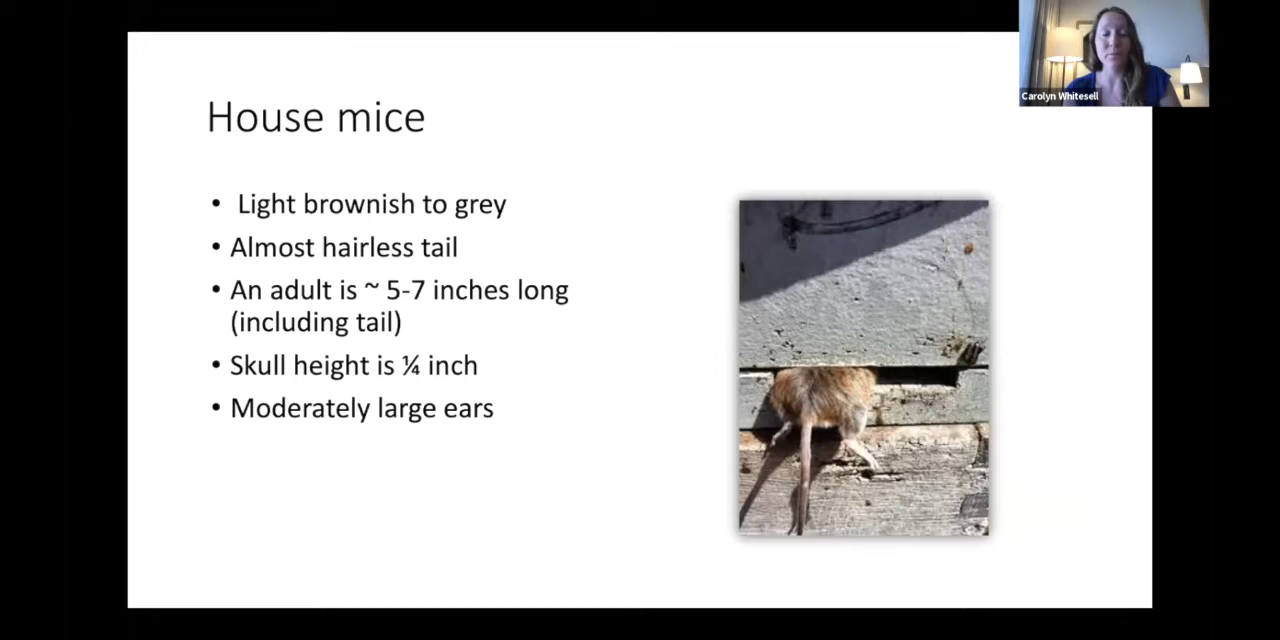 House mice
• Light brownish to grey
• Almost hairless tail
• An adult is ~ 5-7 inches long
(including tail)
• Skull height is ¼ inch
• Moderately large ears
Carolyn Whitesell